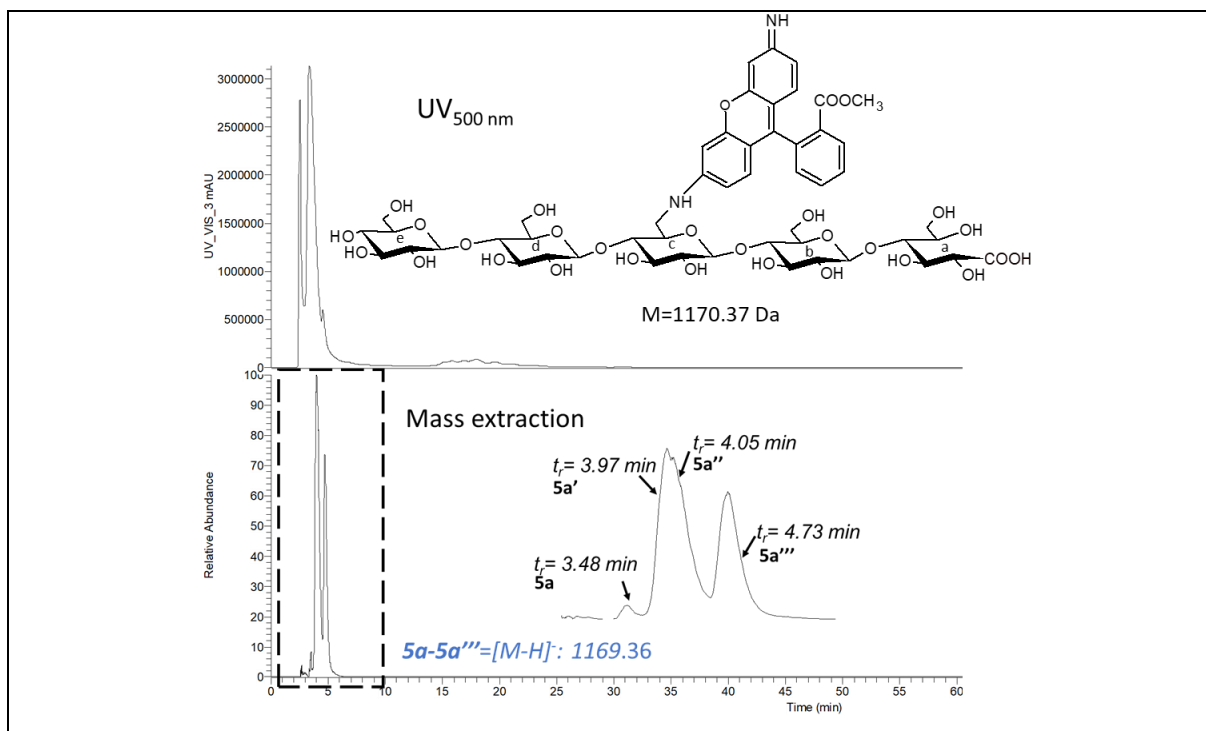 NH
O
COOCH3
NH
OH
HO
HO
O
e
OH
O
OH
O
d
HO
OH
O
O
c
HO
OH
O
OH
O
b
HO
OH
O
OH
OH
a
HO
OH
COOH
UV500 nm
M=1170.37 Da
UV_VIS_3 mAU
3000000
2500000
2000000
1500000
1000000
500000
0
Mass extraction
tr= 3.97 min
5a'
tr= 4.05 min
5a''
tr= 3.48 min
5a
tr= 4.73 min
5a'''
5a-5a'''=[M-H]-: 1169.36
Relative Abundance
100
90
80
70
60
50
40
30
20
10
0
0 5 10 15 20 25 30 35 40 45 50 55 60
Time (min)